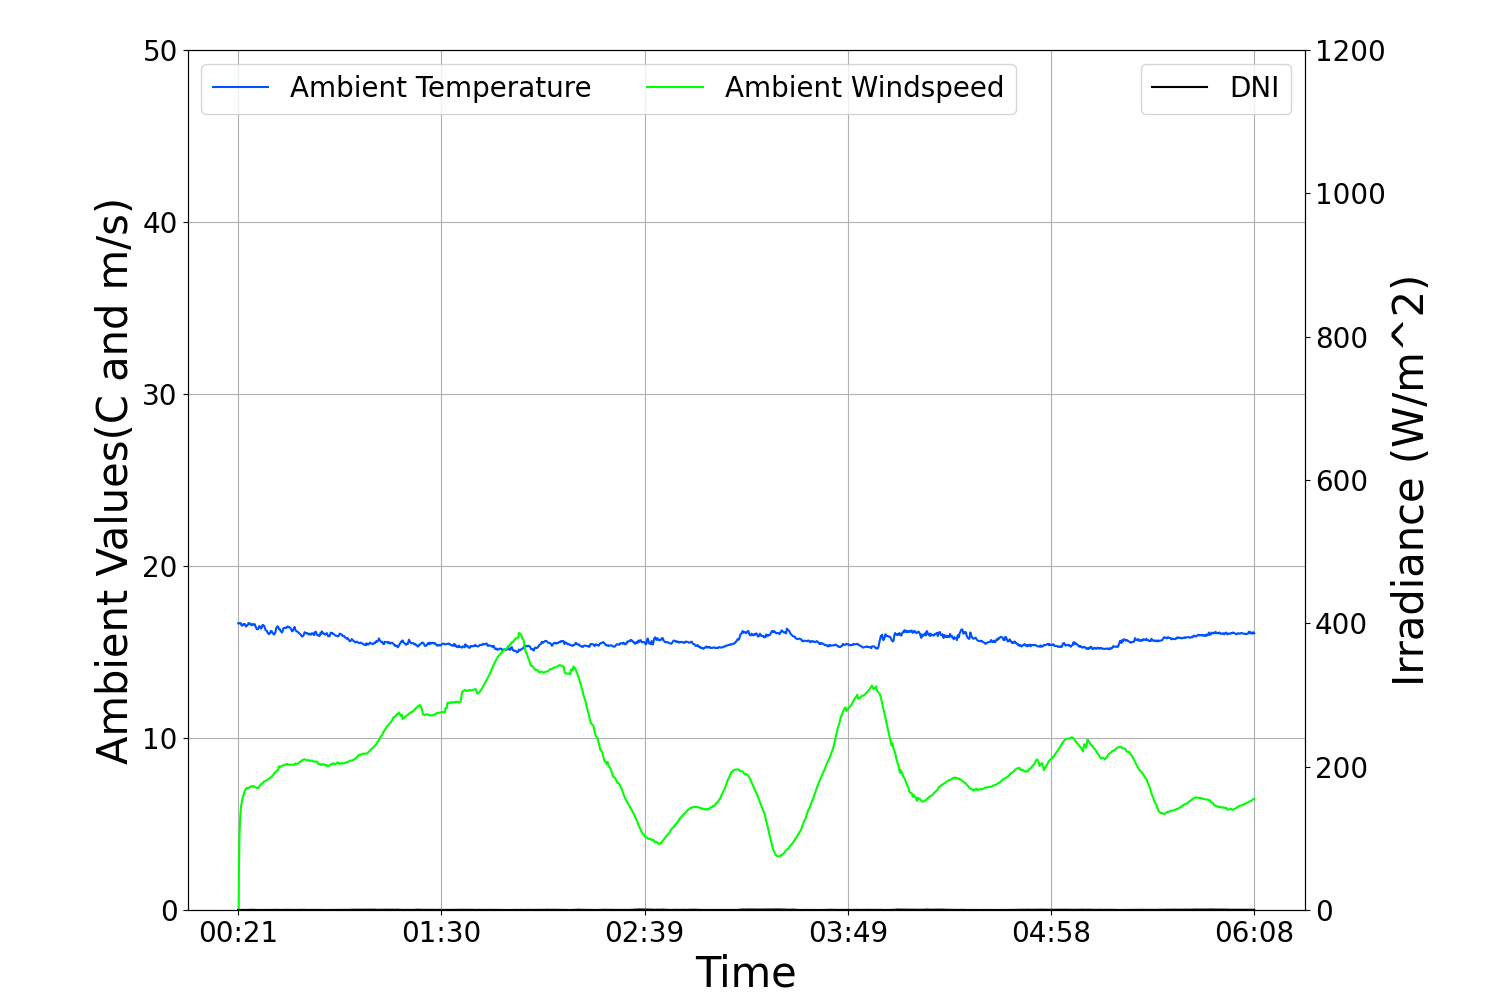 Ambient Temperature Ambient Windspeed DNI
Ambient Values(C and m/s)
50
40
30
20
10
0
1200
1000
800
600
400
200
0
Irradiance (W/m^2)
00:21 01:30 02:39 03:49 04:58 06:08
Time